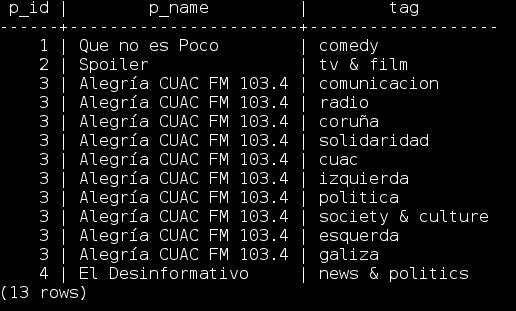 p_id | p_name | tag
------+------------------------+--------------------
1 | Que no es Poco | comedy
2 | Spoiler | tv & film
3 | Alegría CUAC FM 103.4 | comunicacion
3 | Alegría CUAC FM 103.4 | radio
3 | Alegría CUAC FM 103.4 | coruña
3 | Alegría CUAC FM 103.4 | solidaridad
3 | Alegría CUAC FM 103.4 | cuac
3 | Alegría CUAC FM 103.4 | izquierda
3 | Alegría CUAC FM 103.4 | politica
3 | Alegría CUAC FM 103.4 | society & culture
3 | Alegría CUAC FM 103.4 | esquerda
3 | Alegría CUAC FM 103.4 | galiza
4 | El Desinformativo | news & politics
(13 rows)